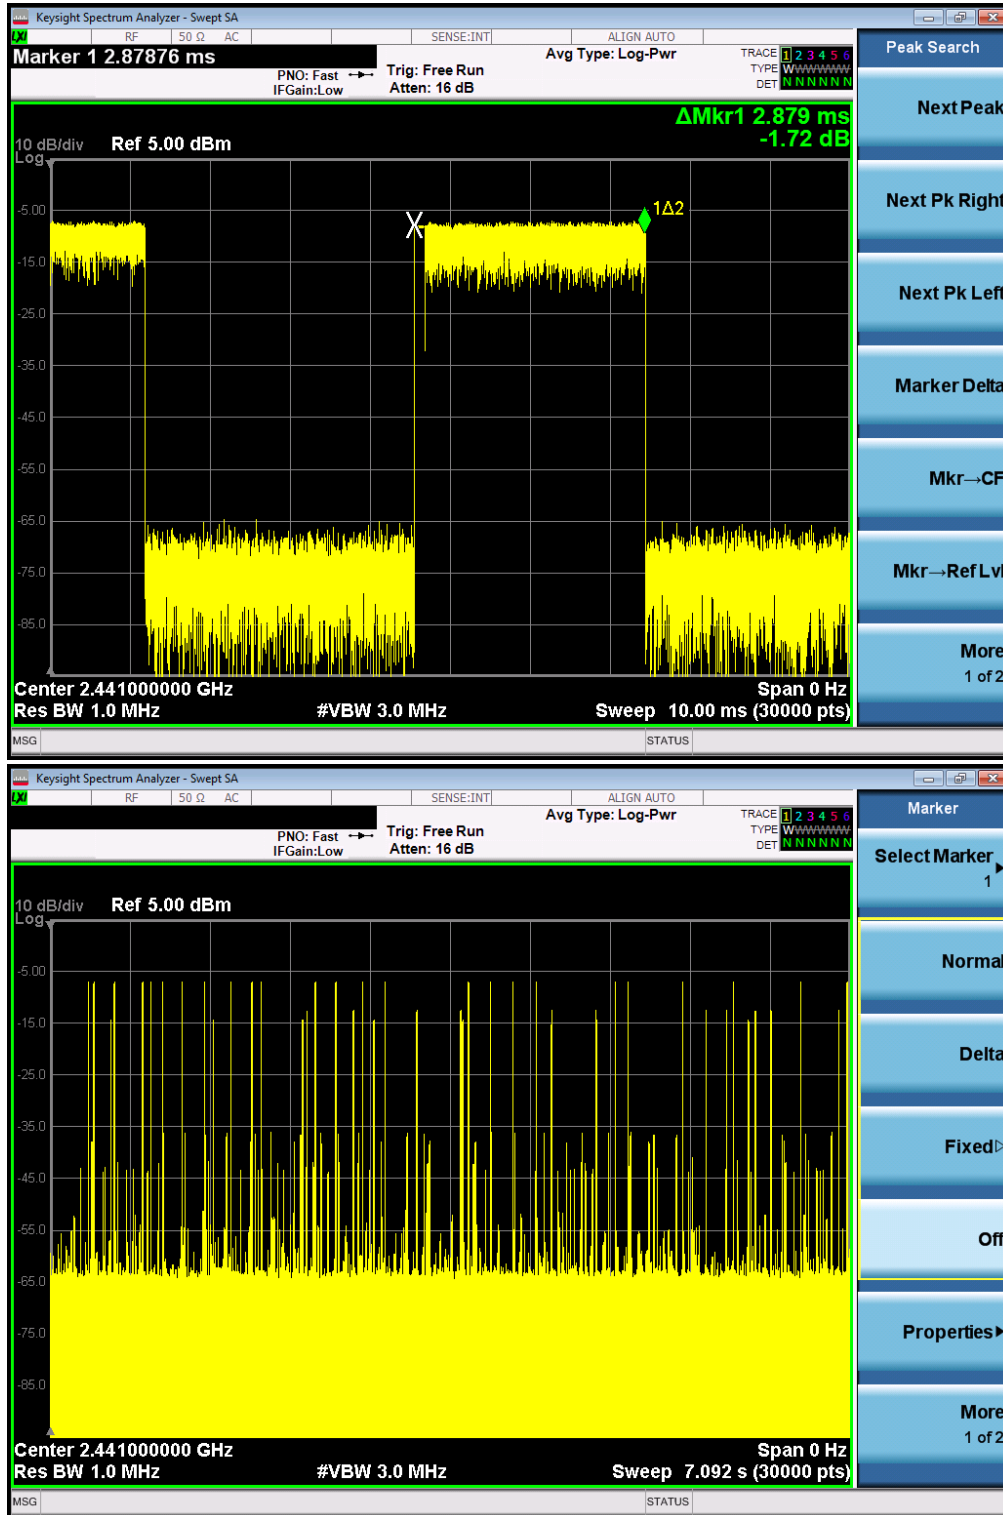 Keysight Spectrum Analyzer - Swept SA
LXI RF 50 Ω AC SENSE:INT ALIGN AUTO
Marker 1 2.87876 ms
PNO: Fast
IFGain:Low
Trig: Free Run
Atten: 16 dB
Avg Type: Log-Pwr
TRACE 1 2 3 4 5 6
TYPE WWWWWW
DET N N N N N N
Peak Search
ΔMkr1 2.879 ms
-1.72 dB
10 dB/div Ref 5.00 dBm
Log
-5.00
-15.0
-25.0
-35.0
-45.0
-55.0
-65.0
-75.0
-85.0
X
1Δ2
Center 2.441000000 GHz
Span 0 Hz
Res BW 1.0 MHz
#VBW 3.0 MHz
Sweep 10.00 ms (30000 pts)
MSG
STATUS
Next Peak
Next Pk Right
Next Pk Left
Marker Delta
Mkr→CF
Mkr→Ref Lvl
More
1 of 2
Keysight Spectrum Analyzer - Swept SA
LXI RF 50 Ω AC SENSE:INT ALIGN AUTO
PNO: Fast
IFGain:Low
Trig: Free Run
Atten: 16 dB
Avg Type: Log-Pwr
TRACE 1 2 3 4 5 6
TYPE WWWWWW
DET N N N N N N
Marker
10 dB/div Ref 5.00 dBm
Log
-5.00
-15.0
-25.0
-35.0
-45.0
-55.0
-65.0
-75.0
-85.0
Center 2.441000000 GHz
Span 0 Hz
Res BW 1.0 MHz
#VBW 3.0 MHz
Sweep 7.092 s (30000 pts)
MSG
STATUS
Select Marker
1
Normal
Delta
Fixed
Off
Properties
More
1 of 2